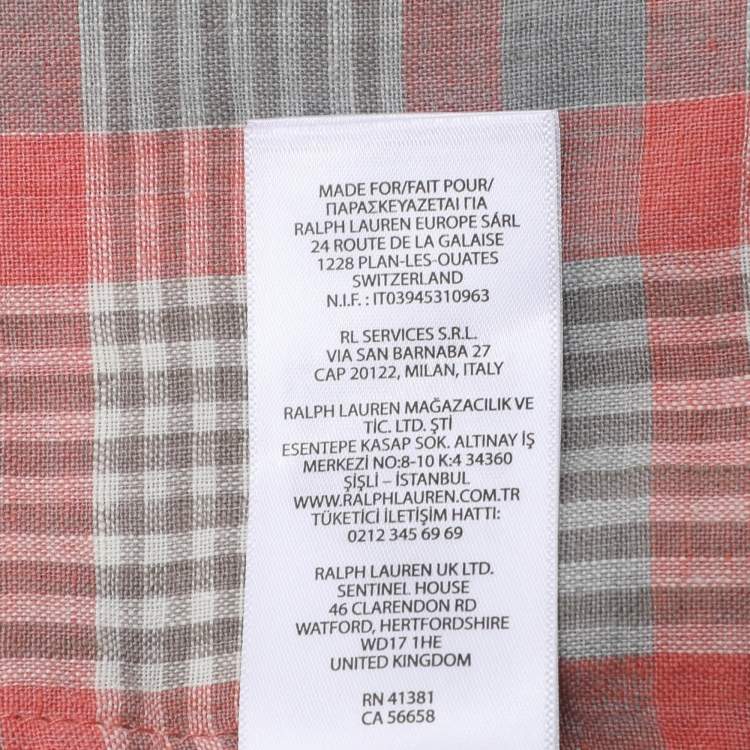 MADE FOR/FAIT POUR/
ΠΑΡΑΣΚΕΥΑΖΕΤΑΙ ΓΙΑ
RALPH LAUREN EUROPE SÁRL
24 ROUTE DE LA GALAISE
1228 PLAN-LES-OUATES
SWITZERLAND
N.I.F. : IT03945310963
RL SERVICES S.R.L.
VIA SAN BARNABA 27
CAP 20122, MILAN, ITALY
RALPH LAUREN MAĞAZACILIK VE
TİC. LTD. ŞTİ
ESENTEPE KASAP SOK. ALTINAY İŞ
MERKEZİ NO:8-10 K:4 34360
ŞİŞLİ – İSTANBUL
WWW.RALPHLAUREN.COM.TR
TÜKETİCİ İLETİŞİM HATTI:
0212 345 69 69
RALPH LAUREN UK LTD.
SENTINEL HOUSE
46 CLARENDON RD
WATFORD, HERTFORDSHIRE
WD17 1HE
UNITED KINGDOM
RN 41381
CA 56658